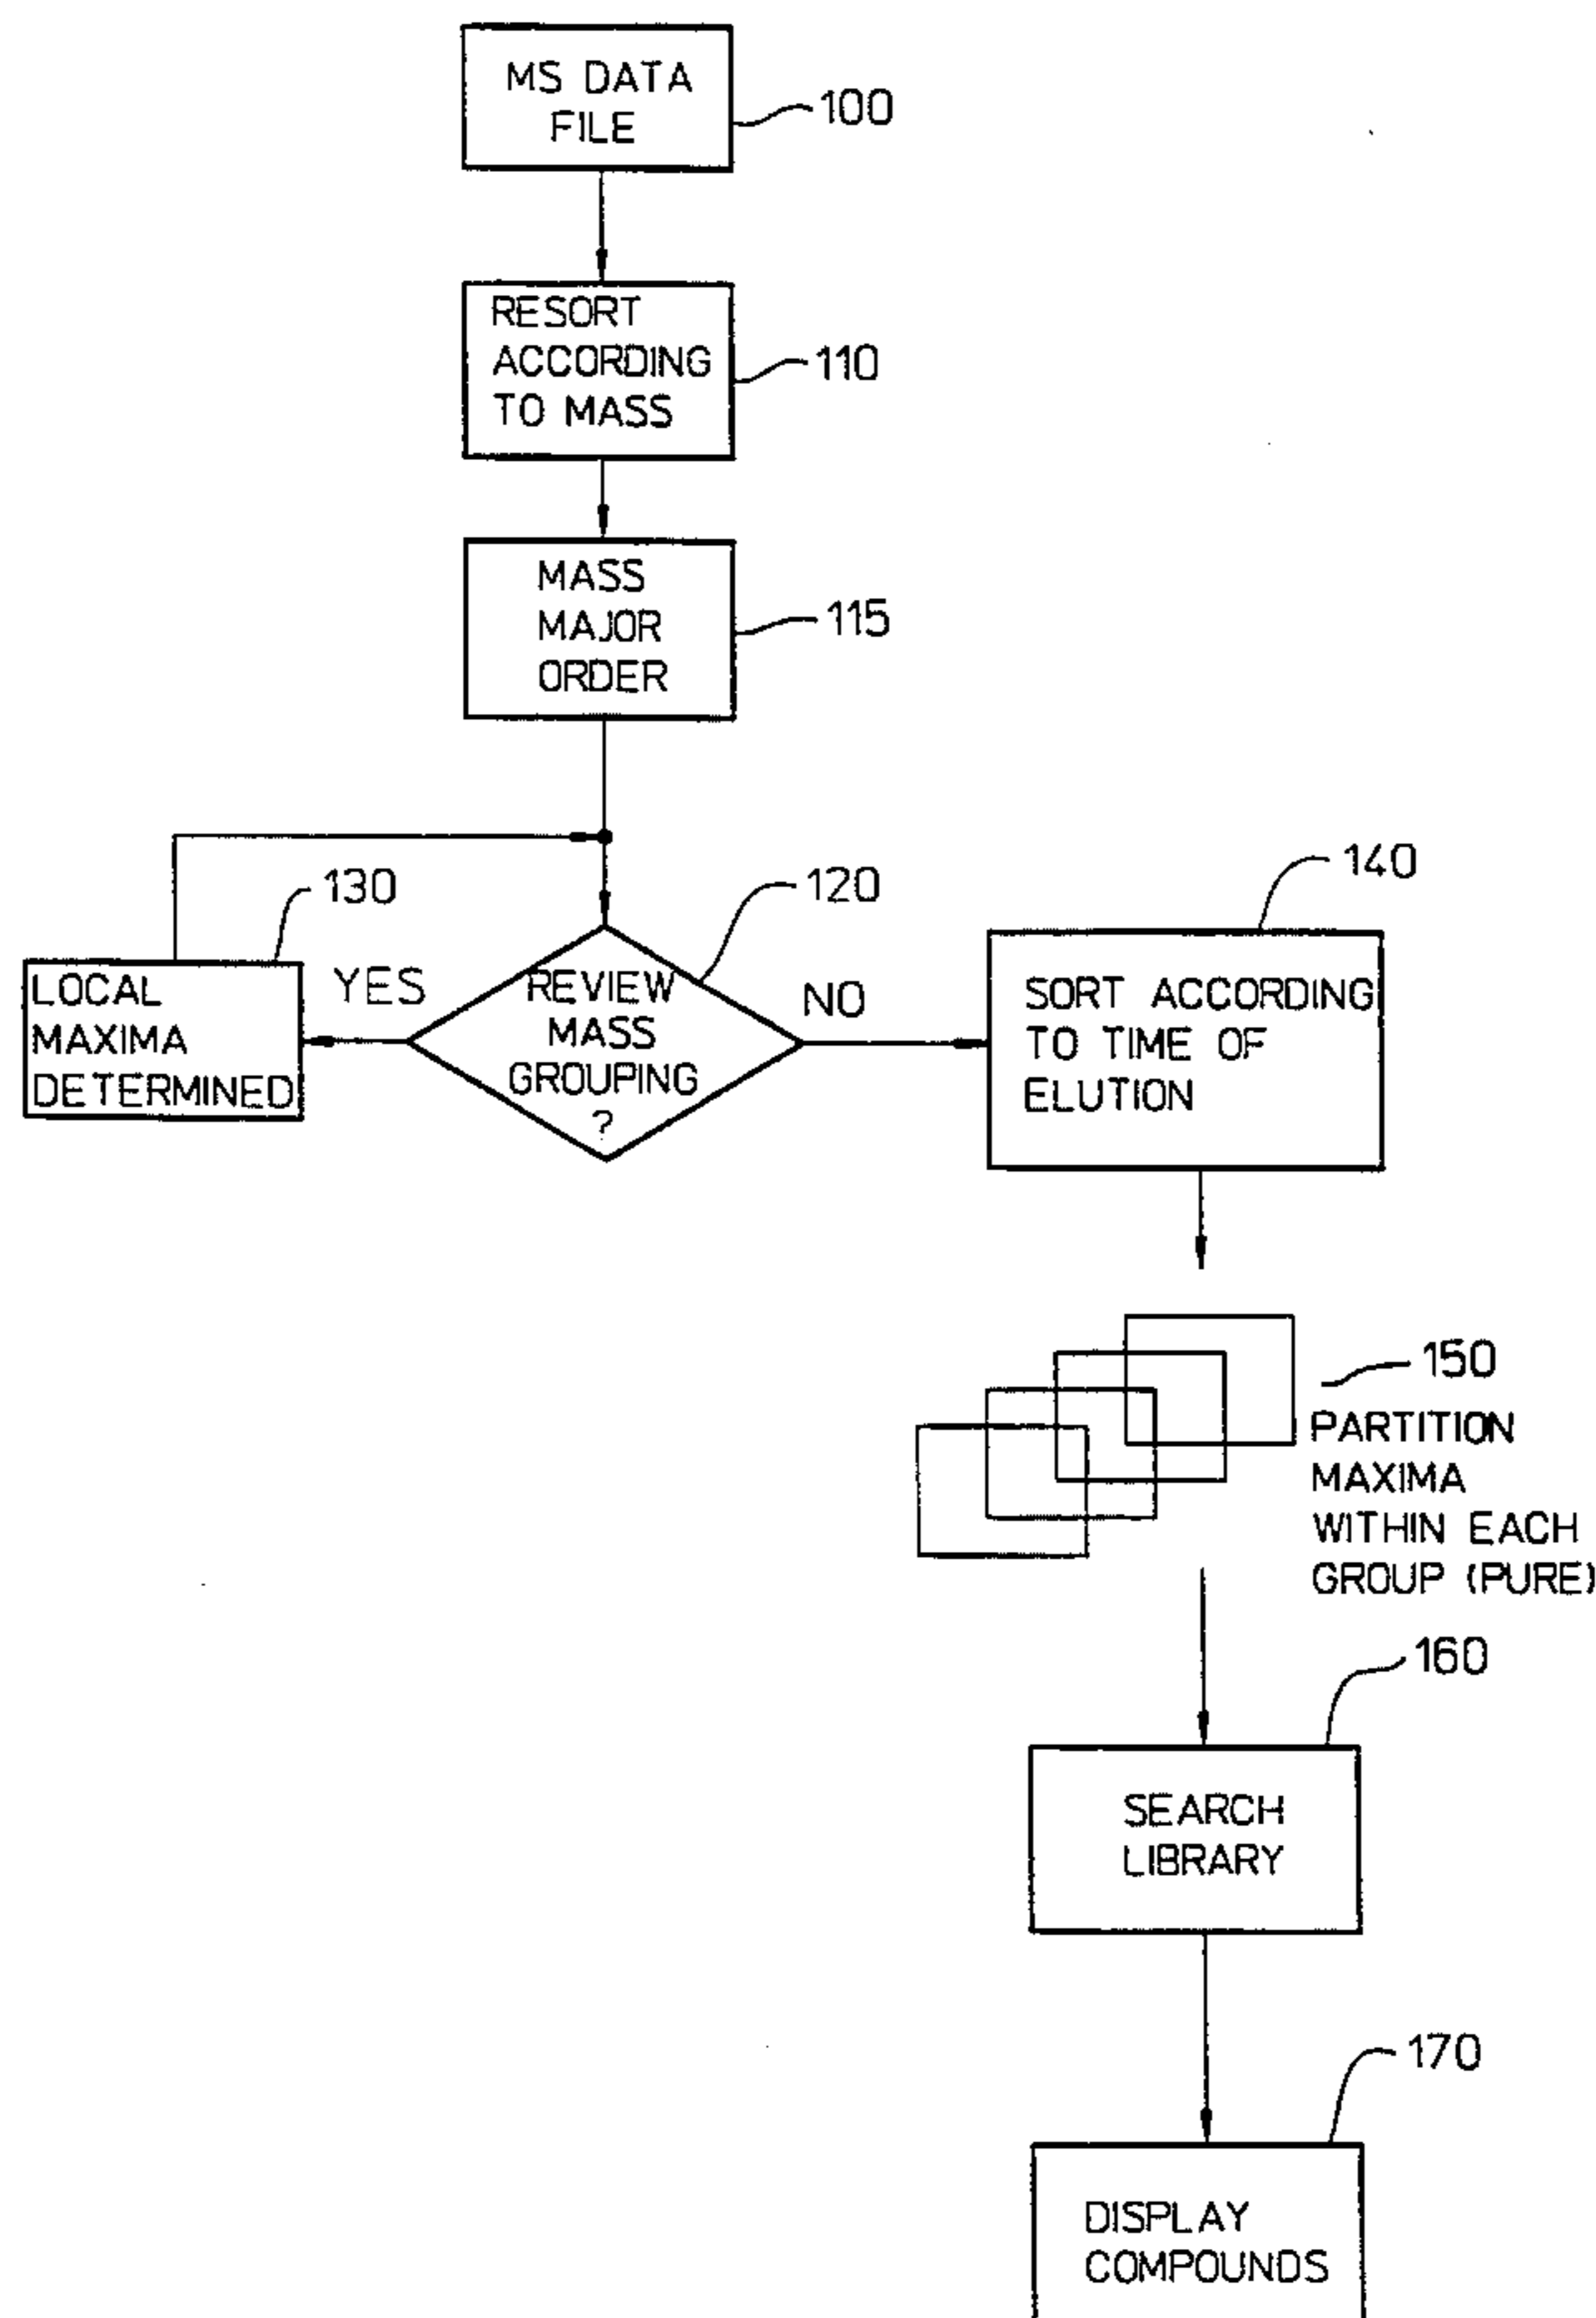 MS DATA
FILE
100
RESORT
ACCORDING
TO MASS
110
MASS
MAJOR
ORDER
115
130
120
140
LOCAL
MAXIMA
DETERMINED
YES
REVIEW
MASS
GROUPING
?
NO
SORT ACCORDING
TO TIME OF
ELUTION
150
PARTITION
MAXIMA
WITHIN EACH
GROUP (PURE)
160
SEARCH
LIBRARY
170
DISPLAY
COMPOUNDS